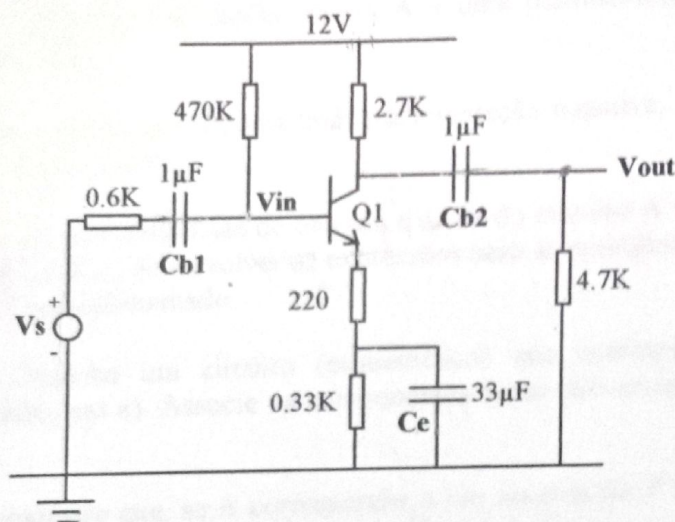 12V
470K
2.7K
1µF
1µF
0.6K
Vin
Vout
Q1
Cb1
Cb2
220
4.7K
+
Vs
-
0.33K
33µF
Ce